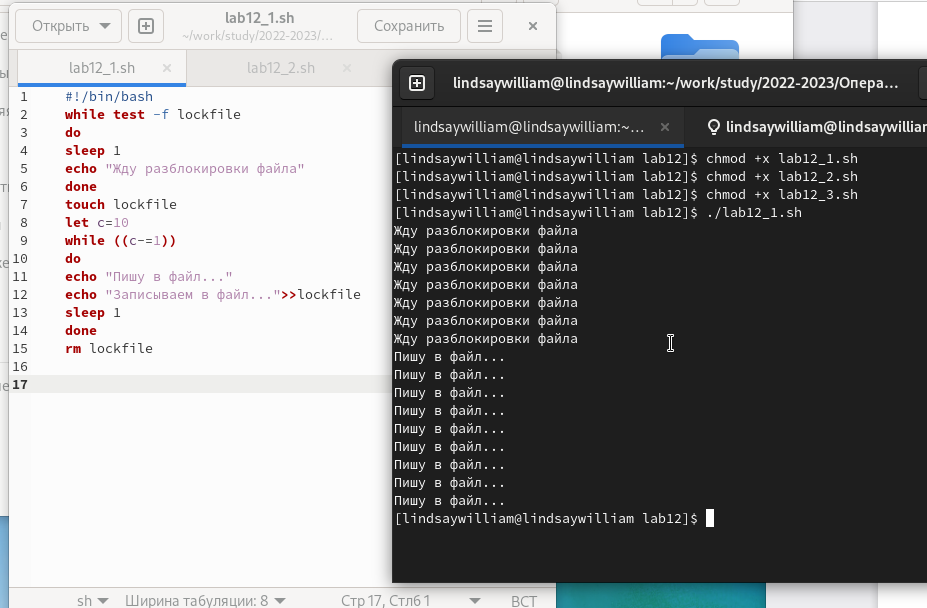 Открыть
lab12_1.sh
~/work/study/2022-2023/...
Сохранить
lab12_1.sh
lab12_2.sh
1 #!/bin/bash
2 while test -f lockfile
3 do
4 sleep 1
5 echo "Жду разблокировки файла"
6 done
7 touch lockfile
8 let c=10
9 while ((c-=1))
10 do
11 echo "Пишу в файл..."
12 echo "Записываем в файл...">>lockfile
13 sleep 1
14 done
15 rm lockfile
16
17
sh
Ширина табуляции: 8
Стр 17, Стлб 1
ВСТ
lindsaywilliam@lindsaywilliam:~/work/study/2022-2023/Опера...
lindsaywilliam@lindsaywilliam:~...
lindsaywilliam@lindsaywilliam
[lindsaywilliam@lindsaywilliam lab12]$ chmod +x lab12_1.sh
[lindsaywilliam@lindsaywilliam lab12]$ chmod +x lab12_2.sh
[lindsaywilliam@lindsaywilliam lab12]$ chmod +x lab12_3.sh
[lindsaywilliam@lindsaywilliam lab12]$ ./lab12_1.sh
Жду разблокировки файла
Жду разблокировки файла
Жду разблокировки файла
Жду разблокировки файла
Жду разблокировки файла
Жду разблокировки файла
Жду разблокировки файла
Пишу в файл...
Пишу в файл...
Пишу в файл...
Пишу в файл...
Пишу в файл...
Пишу в файл...
Пишу в файл...
Пишу в файл...
Пишу в файл...
[lindsaywilliam@lindsaywilliam lab12]$